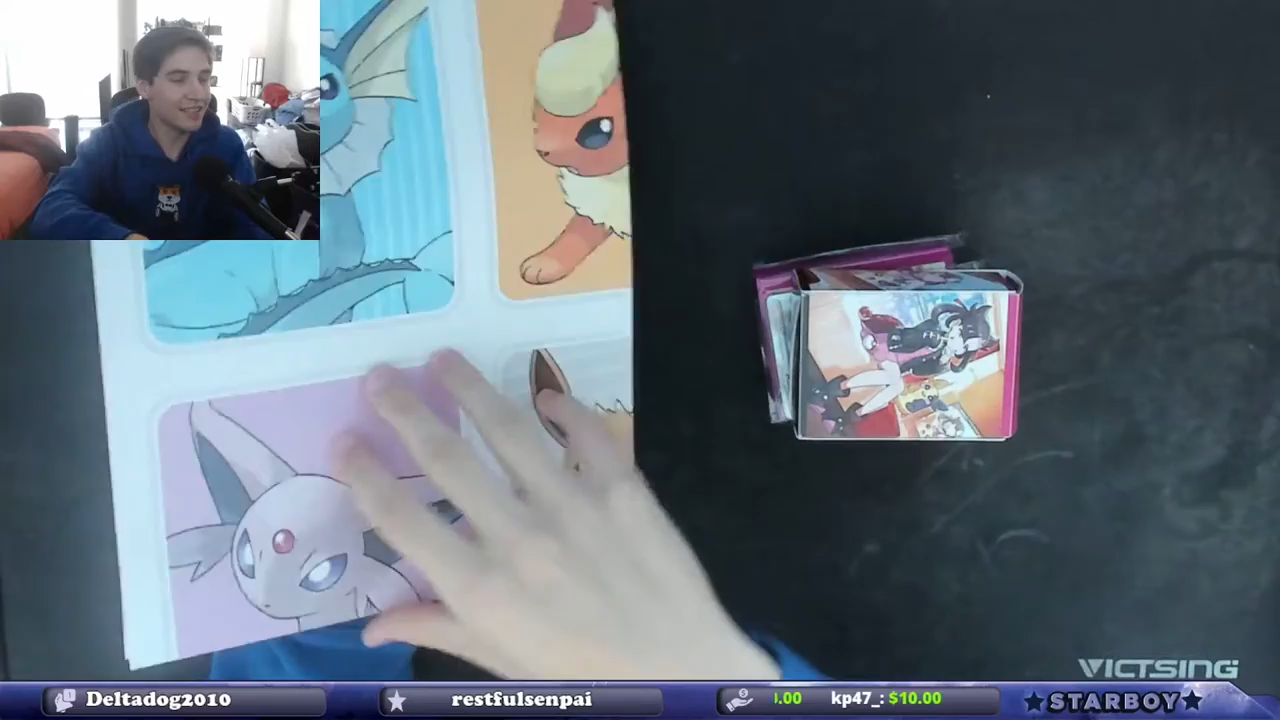 VICTSING
Deltadog2010
restfulsenpai
.00 kp47_: $10.00
STARBOY